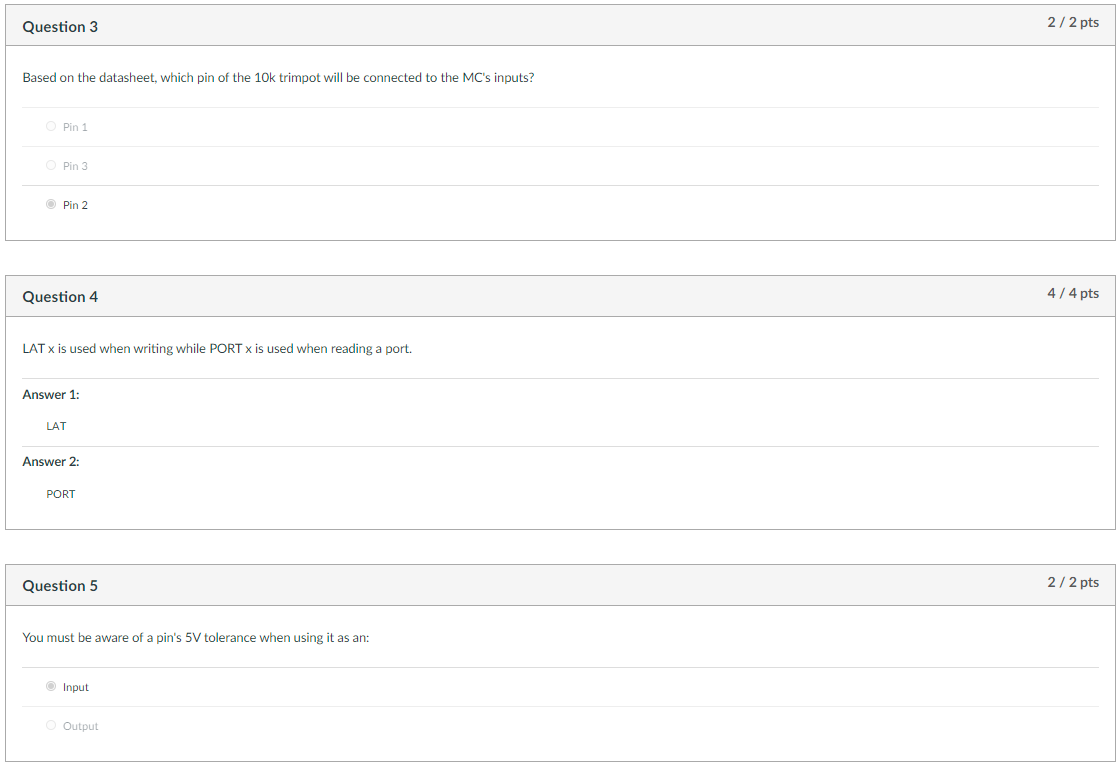 Question 3
2 / 2 pts
Based on the datasheet, which pin of the 10k trimpot will be connected to the MC's inputs?
Pin 1
Pin 3
Pin 2
Question 4
4 / 4 pts
LAT x is used when writing while PORT x is used when reading a port.
Answer 1:
LAT
Answer 2:
PORT
Question 5
2 / 2 pts
You must be aware of a pin's 5V tolerance when using it as an:
Input
Output